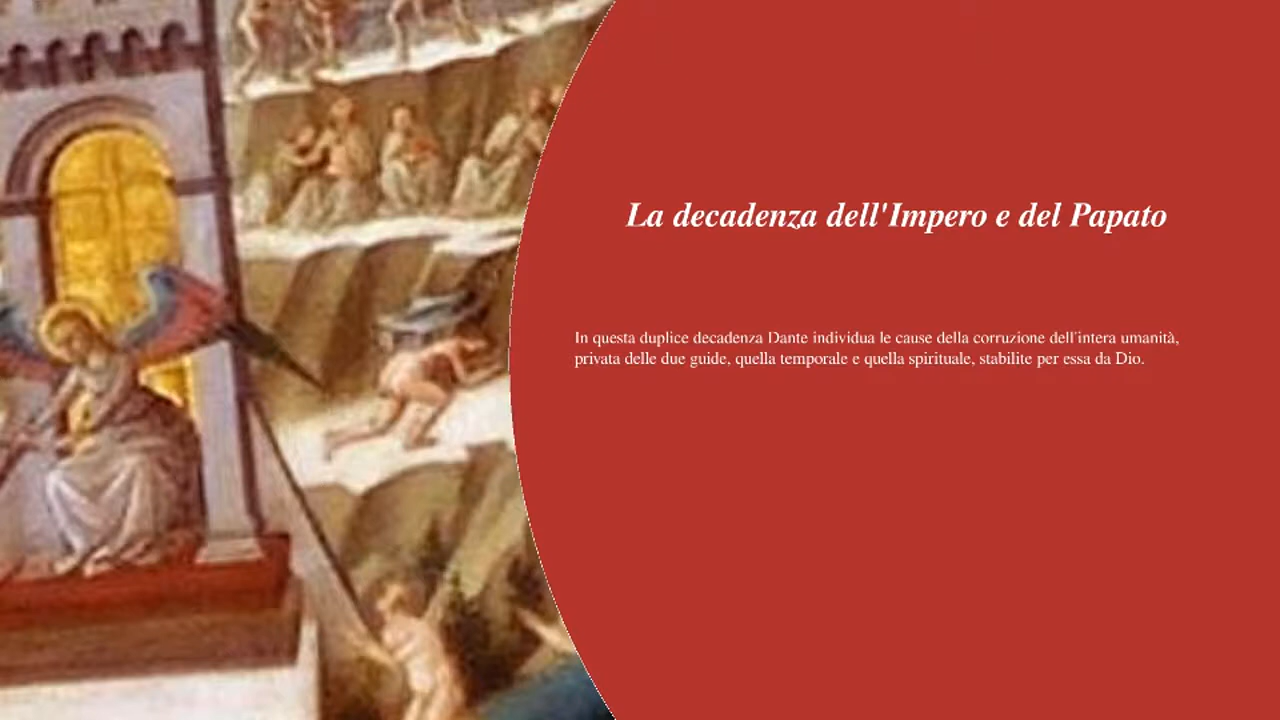 La decadenza dell'Impero e del Papato
In questa duplice decadenza Dante individua le cause della corruzione dell'intera umanità,
privata delle due guide, quella temporale e quella spirituale, stabilite per essa da Dio.